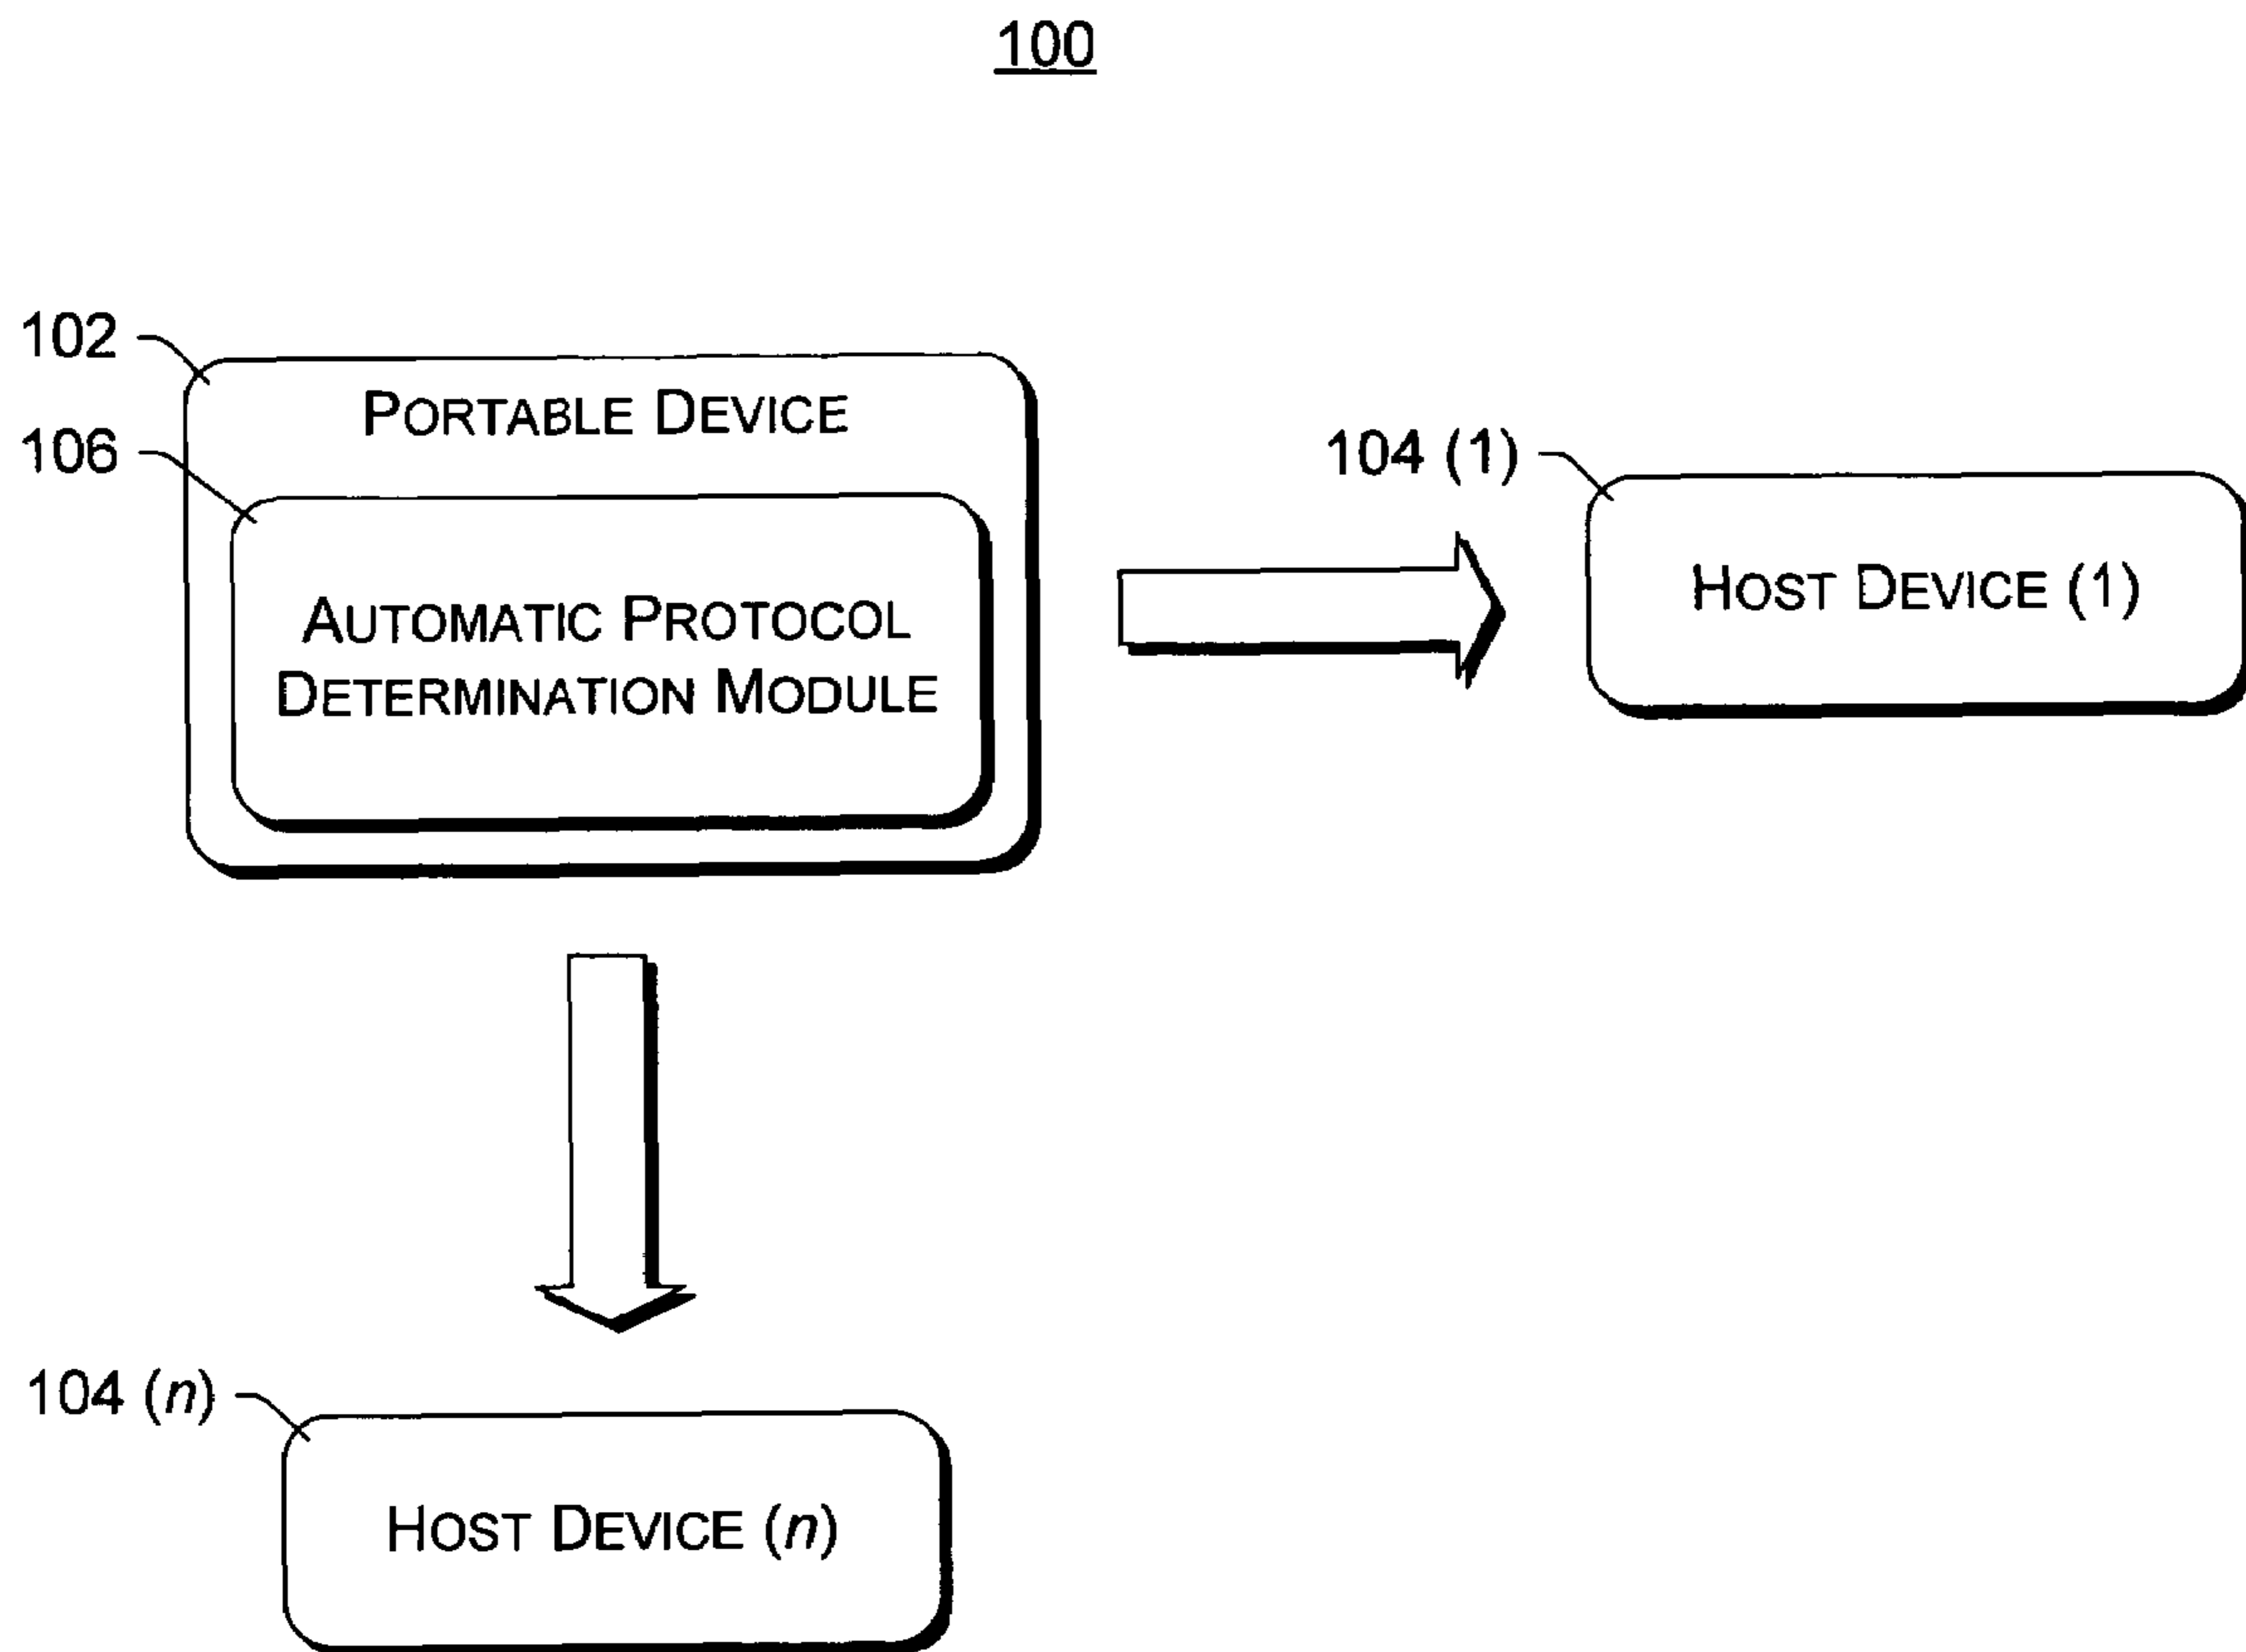 100
102
PORTABLE DEVICE
106
AUTOMATIC PROTOCOL
DETERMINATION MODULE
104 (1)
HOST DEVICE (1)
104 (n)
HOST DEVICE (n)